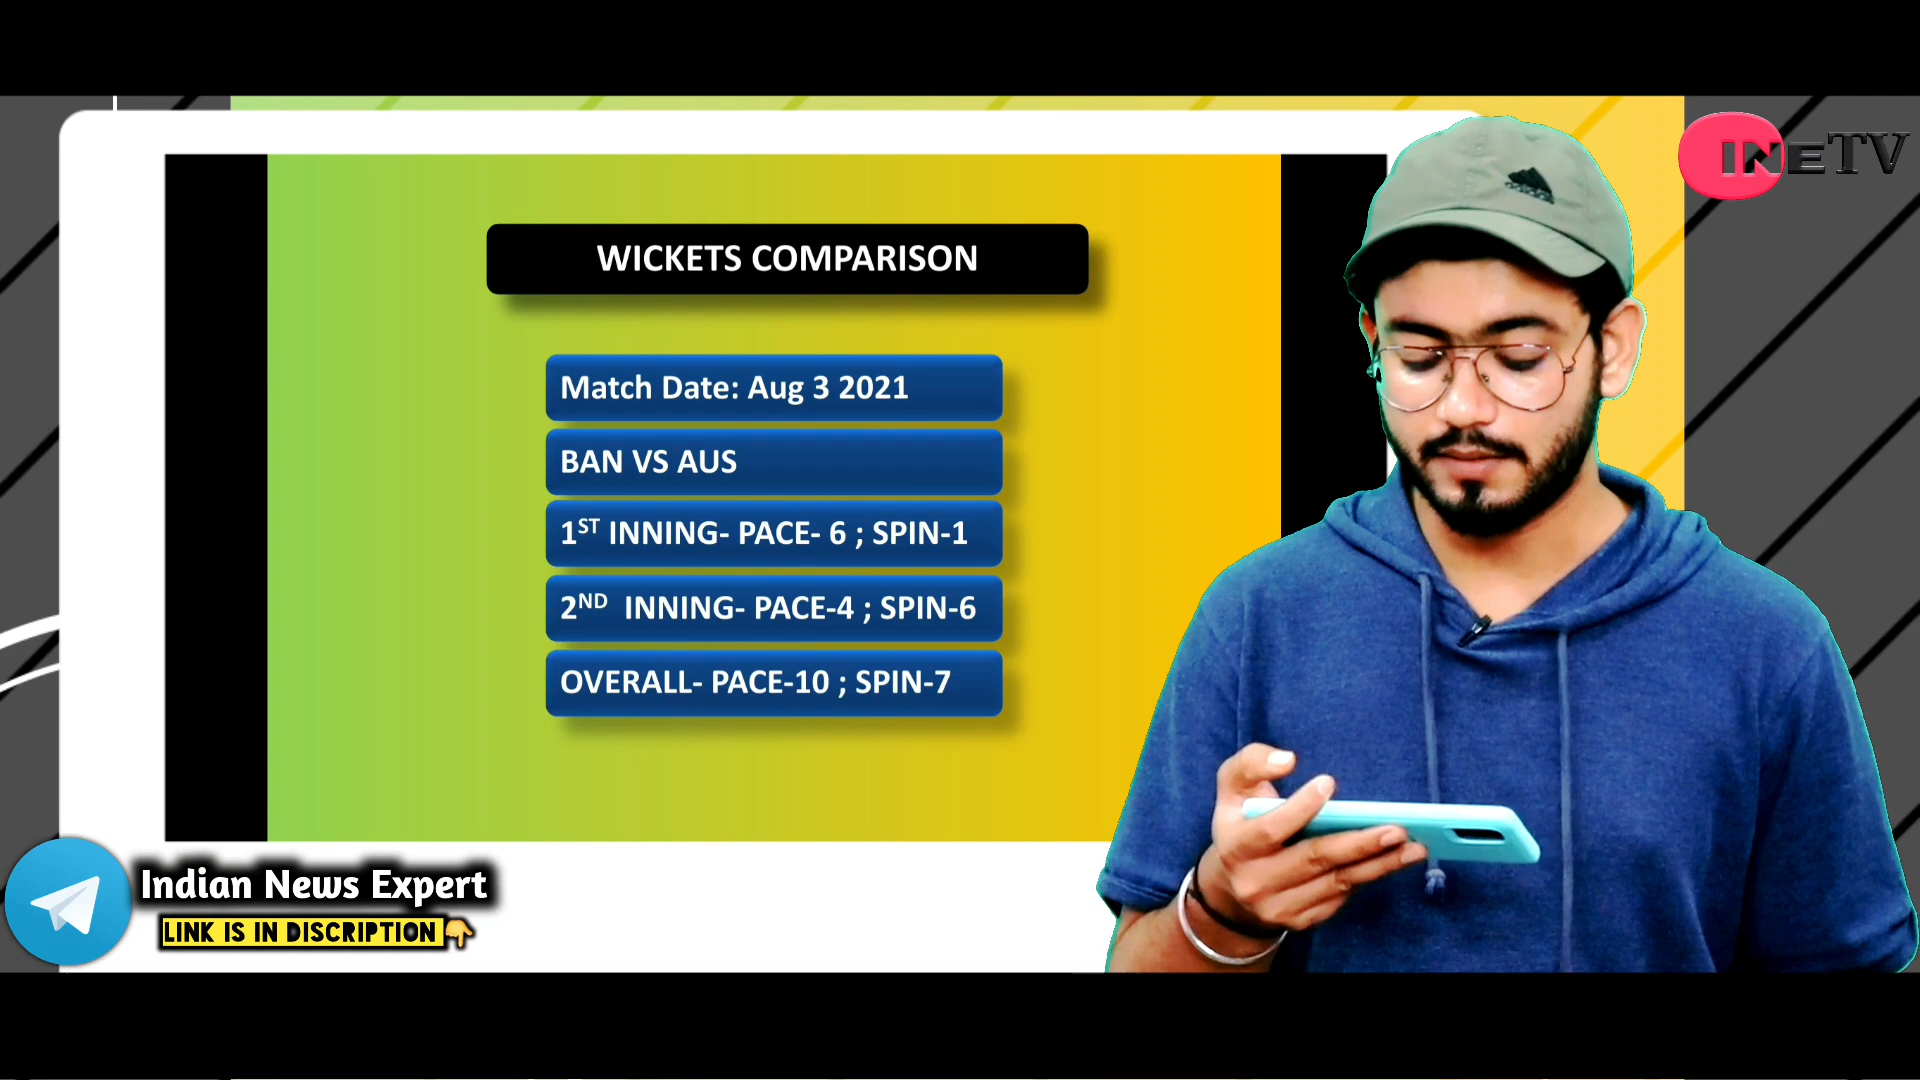 INETV
WICKETS COMPARISON
Match Date: Aug 3 2021
BAN VS AUS
1ST INNING- PACE- 6 ; SPIN-1
2ND INNING- PACE-4 ; SPIN-6
OVERALL- PACE-10 ; SPIN-7
Indian News Expert
LINK IS IN DISCRIPTION👇
adidas